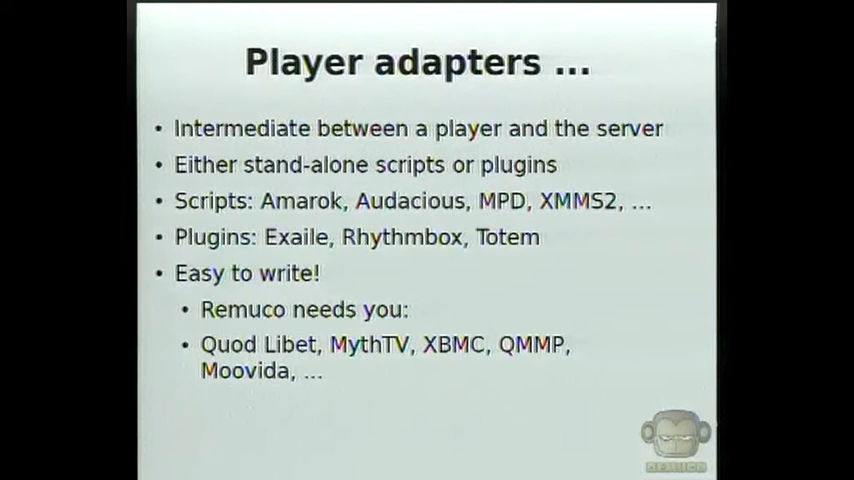 Player adapters ...
• Intermediate between a player and the server
• Either stand-alone scripts or plugins
• Scripts: Amarok, Audacious, MPD, XMMS2, ...
• Plugins: Exaile, Rhythmbox, Totem
• Easy to write!
• Remuco needs you:
• Quod Libet, MythTV, XBMC, QMMP,
Moovida, ...
REMUCO